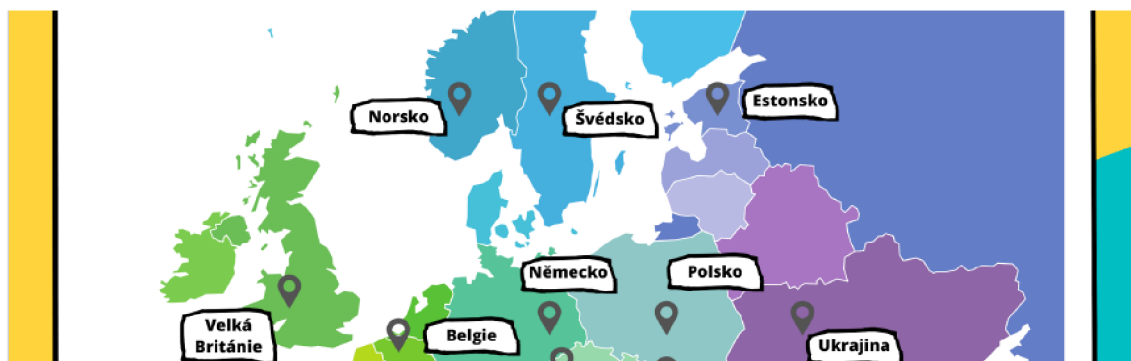 Estonsko
Norsko
Švédsko
Německo
Polsko
Velká
Británie
Belgie
Ukrajina